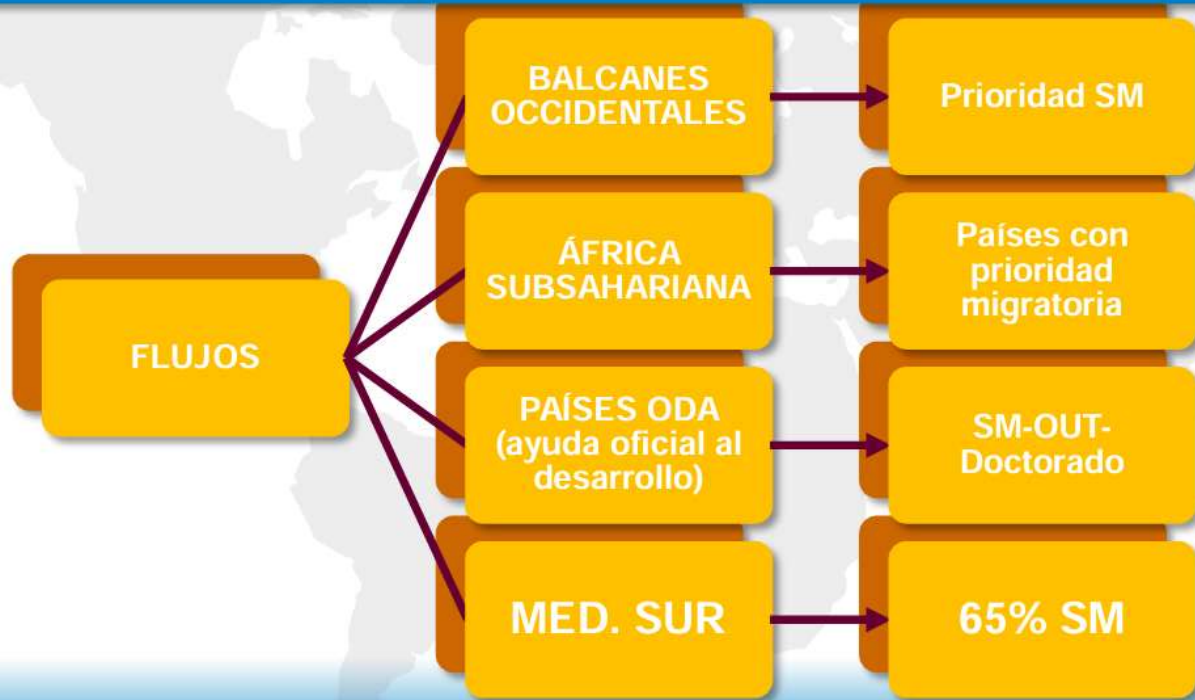 FLUJOS
BALCANES
OCCIDENTALES
Prioridad SM
ÁFRICA
SUBSAHARIANA
Países con
prioridad
migratoria
PAÍSES ODA
(ayuda oficial al
desarrollo)
SM-OUT-
Doctorado
MED. SUR
65% SM